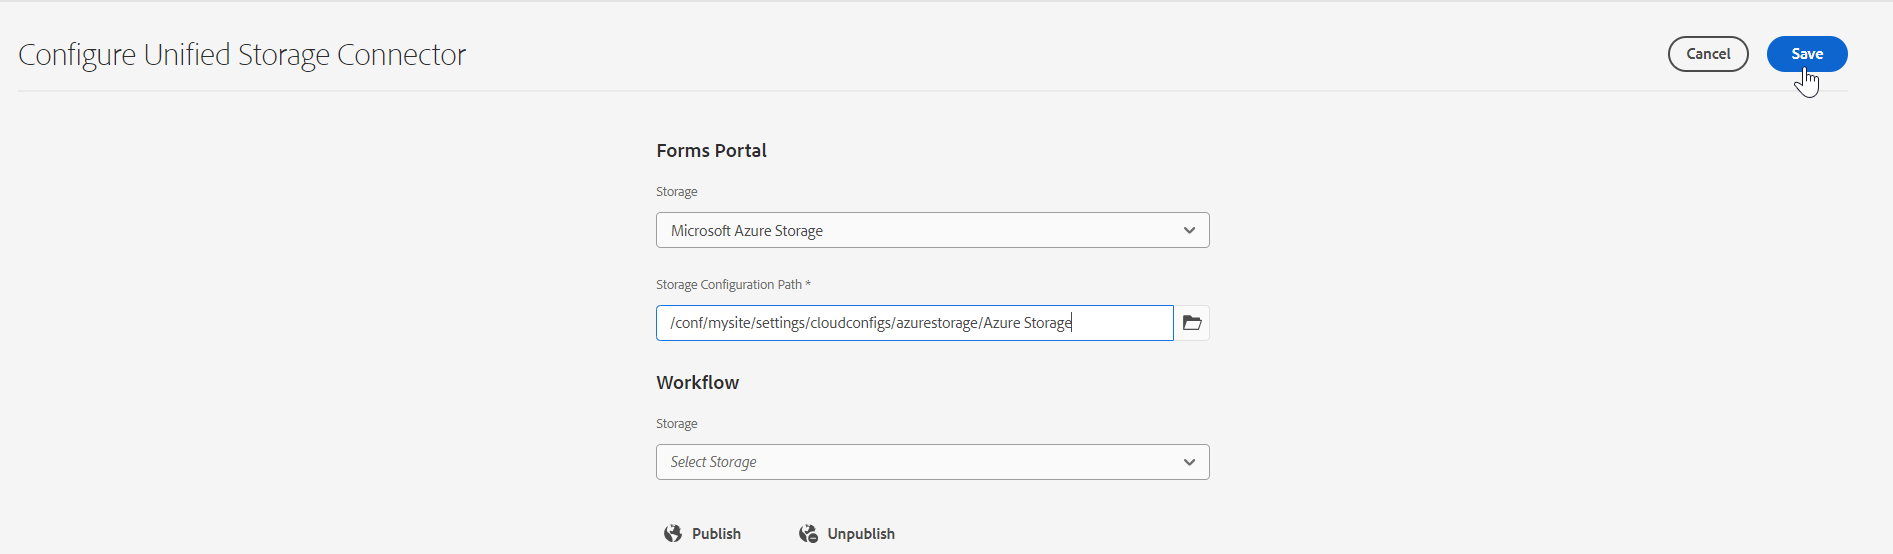 Configure Unified Storage Connector
Cancel
Save
Forms Portal
Storage
Microsoft Azure Storage
Storage Configuration Path *
/conf/mysite/settings/cloudconfigs/azurestorage/Azure Storage
Workflow
Storage
Select Storage
Publish
Unpublish